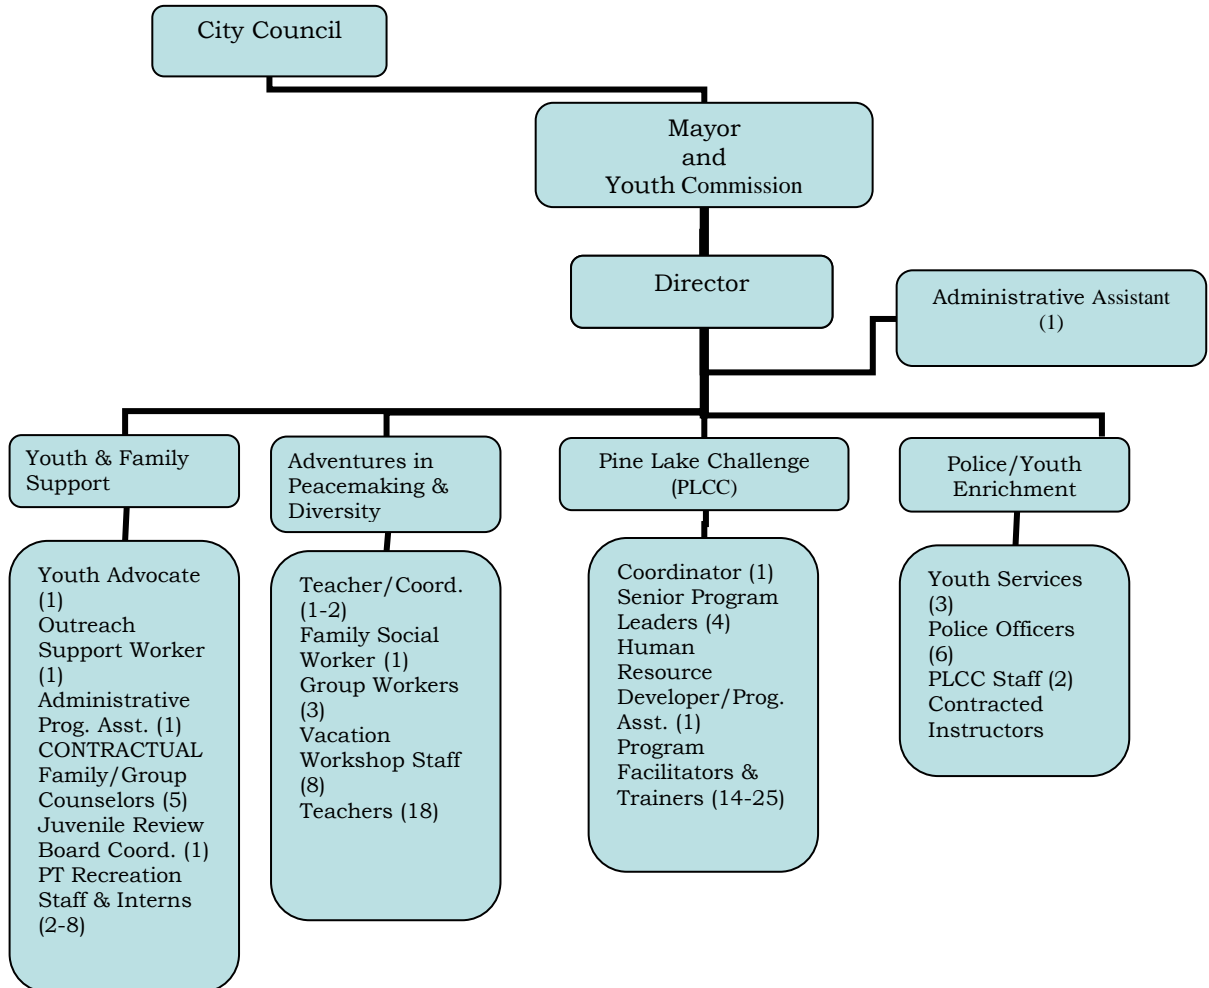 City Council
Mayor
and
Youth Commission
Director
Administrative Assistant
(1)
Youth & Family
Support
Adventures in
Peacemaking &
Diversity
Pine Lake Challenge
(PLCC)
Police/Youth
Enrichment
Youth Advocate
(1)
Outreach
Support Worker
(1)
Administrative
Prog. Asst. (1)
CONTRACTUAL
Family/Group
Counselors (5)
Juvenile Review
Board Coord. (1)
PT Recreation
Staff & Interns
(2-8)
Teacher/Coord.
(1-2)
Family Social
Worker (1)
Group Workers
(3)
Vacation
Workshop Staff
(8)
Teachers (18)
Coordinator (1)
Senior Program
Leaders (4)
Human
Resource
Developer/Prog.
Asst. (1)
Program
Facilitators &
Trainers (14-25)
Youth Services
(3)
Police Officers
(6)
PLCC Staff (2)
Contracted
Instructors